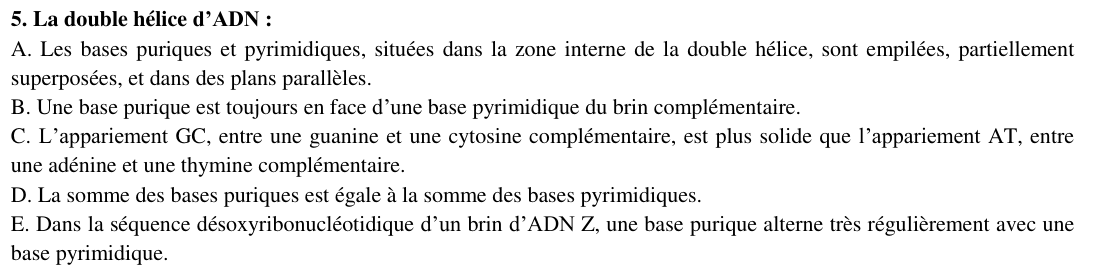 5. La double hélice d’ADN :
A. Les bases puriques et pyrimidiques, situées dans la zone interne de la double hélice, sont empilées, partiellement
superposées, et dans des plans parallèles.
B. Une base purique est toujours en face d’une base pyrimidique du brin complémentaire.
C. L’appariement GC, entre une guanine et une cytosine complémentaire, est plus solide que l’appariement AT, entre
une adénine et une thymine complémentaire.
D. La somme des bases puriques est égale à la somme des bases pyrimidiques.
E. Dans la séquence désoxyribonucléotidique d’un brin d’ADN Z, une base purique alterne très régulièrement avec une
base pyrimidique.